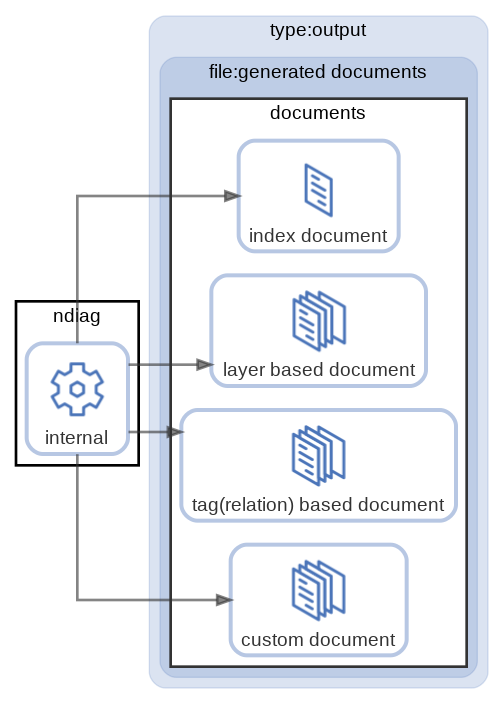 type:output
file:generated documents
documents
index document
ndiag
layer based document
internal
tag(relation) based document
custom document